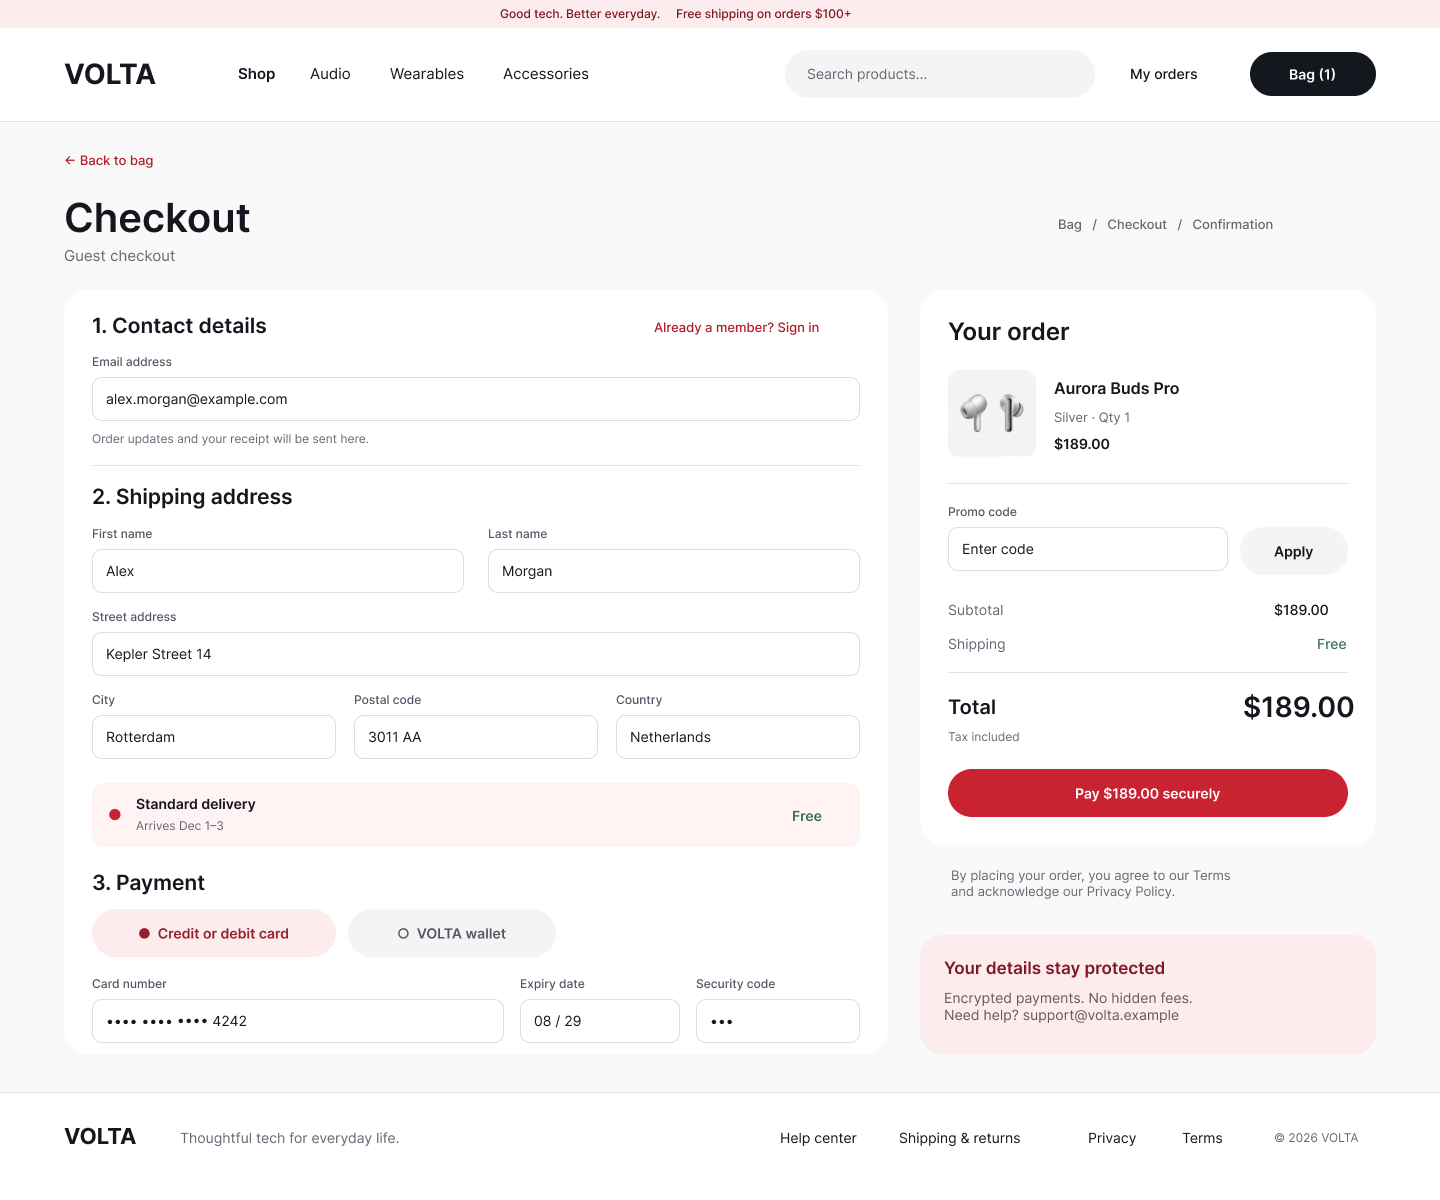 Good tech. Better everyday. Free shipping on orders $100+
VOLTA
Shop Audio Wearables Accessories
Search products...
My orders
Bag (1)
← Back to bag
Checkout
Guest checkout
Bag / Checkout / Confirmation
1. Contact details
Already a member? Sign in
Email address
alex.morgan@example.com
Order updates and your receipt will be sent here.
2. Shipping address
First name
Alex
Last name
Morgan
Street address
Kepler Street 14
City
Rotterdam
Postal code
3011 AA
Country
Netherlands
Standard delivery
Arrives Dec 1–3
Free
3. Payment
Credit or debit card
VOLTA wallet
Card number
•••• •••• •••• 4242
Expiry date
08 / 29
Security code
•••
Your order
Aurora Buds Pro
Silver · Qty 1
$189.00
Promo code
Enter code
Apply
Subtotal $189.00
Shipping Free
Total $189.00
Tax included
Pay $189.00 securely
By placing your order, you agree to our Terms
and acknowledge our Privacy Policy.
Your details stay protected
Encrypted payments. No hidden fees.
Need help? support@volta.example
VOLTA
Thoughtful tech for everyday life.
Help center Shipping & returns Privacy Terms © 2026 VOLTA